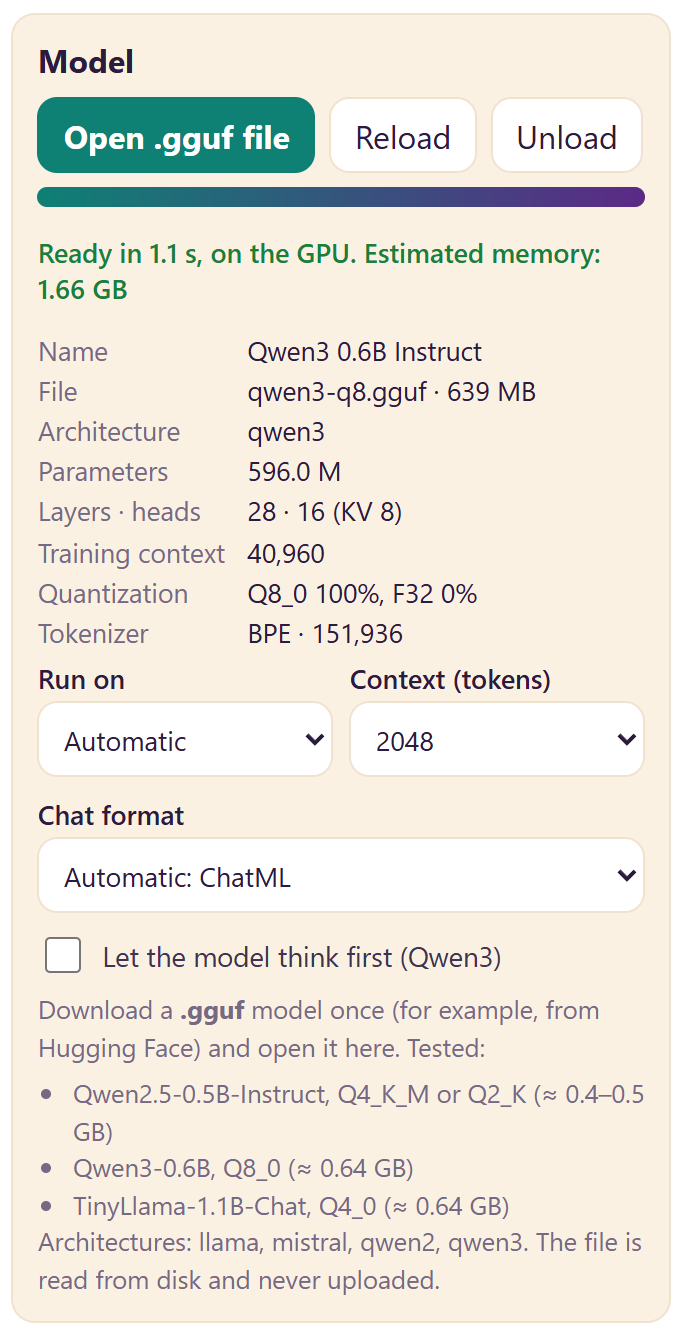 Model
Open .gguf file Reload Unload
Ready in 1.1 s, on the GPU. Estimated memory:
1.66 GB
Name Qwen3 0.6B Instruct
File qwen3-q8.gguf · 639 MB
Architecture qwen3
Parameters 596.0 M
Layers · heads 28 · 16 (KV 8)
Training context 40,960
Quantization Q8_0 100%, F32 0%
Tokenizer BPE · 151,936
Run on Context (tokens)
Automatic 2048
Chat format
Automatic: ChatML
Let the model think first (Qwen3)
Download a .gguf model once (for example, from
Hugging Face) and open it here. Tested:
• Qwen2.5-0.5B-Instruct, Q4_K_M or Q2_K (≈ 0.4–0.5
GB)
• Qwen3-0.6B, Q8_0 (≈ 0.64 GB)
• TinyLlama-1.1B-Chat, Q4_0 (≈ 0.64 GB)
Architectures: llama, mistral, qwen2, qwen3. The file is
read from disk and never uploaded.